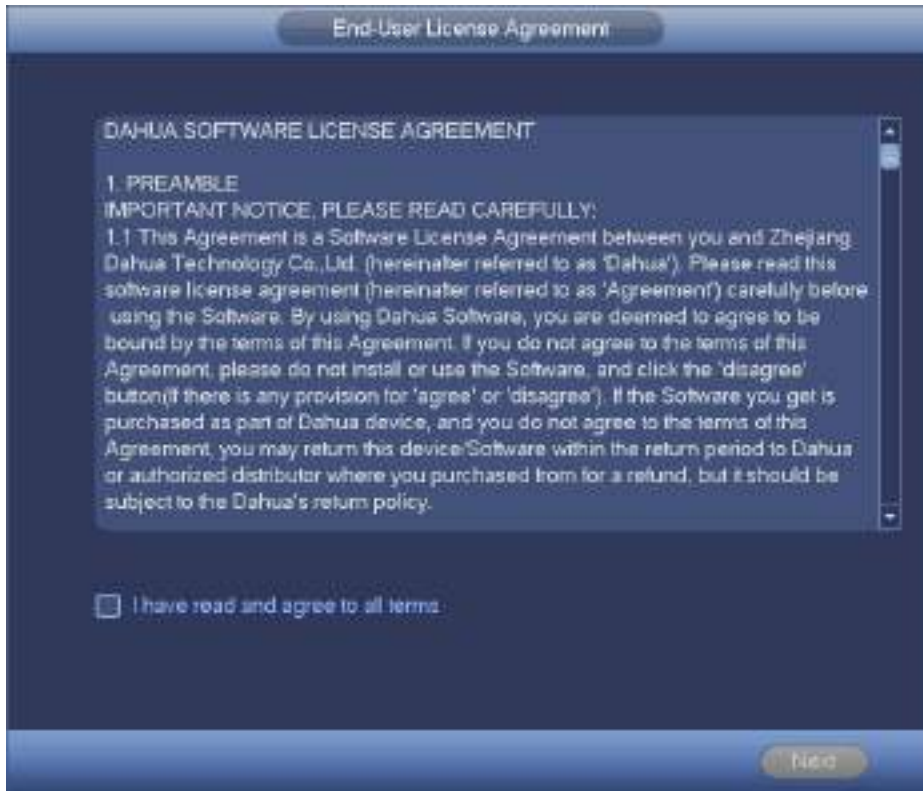 End-User License Agreement
DAHUA SOFTWARE LICENSE AGREEMENT
1. PREAMBLE
IMPORTANT NOTICE, PLEASE READ CAREFULLY:
1.1 This Agreement is a Software License Agreement between you and Zhejiang
Dahua Technology Co.,Ltd. (hereinafter referred to as 'Dahua'). Please read this
software license agreement (hereinafter referred to as 'Agreement') carefully before
using the Software. By using Dahua Software, you are deemed to agree to be
bound by the terms of this Agreement. If you do not agree to the terms of this
Agreement, please do not install or use the Software, and click the 'disagree'
button(if there is any provision for 'agree' or 'disagree'). If the Software you get is
purchased as part of Dahua device, and you do not agree to the terms of this
Agreement, you may return this device/Software within the return period to Dahua
or authorized distributor where you purchased from for a refund, but it should be
subject to the Dahua's return policy.
I have read and agree to all terms
Next